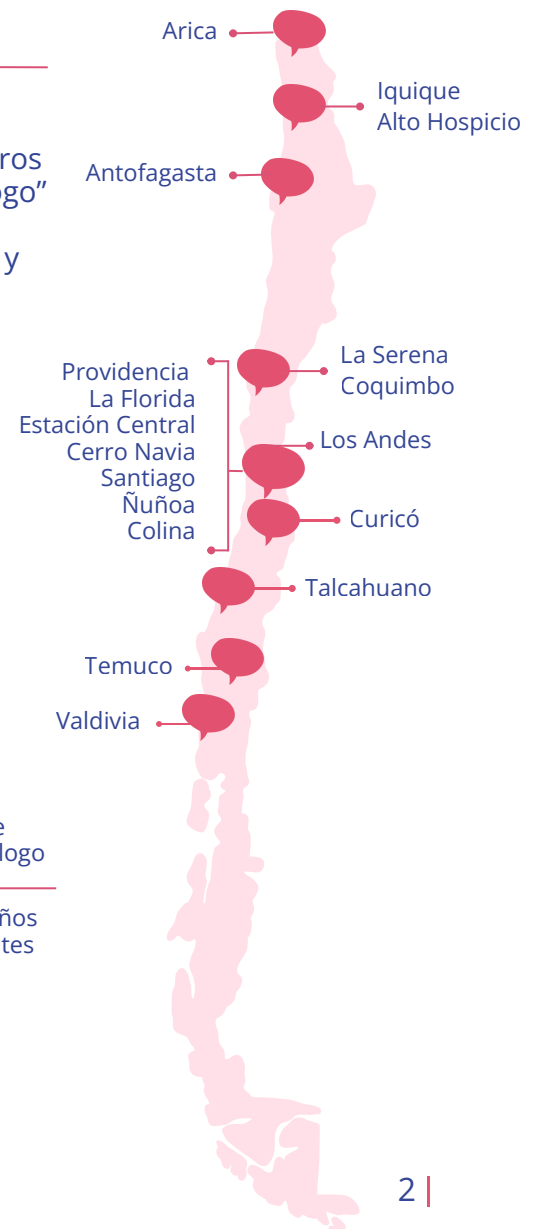 Arica
Iquique
Alto Hospicio
Antofagasta
y
La Serena
Coquimbo
Providencia
La Florida
Estación Central
Cerro Navia
Santiago
Ñuñoa
Colina
Los Andes
Curicó
Talcahuano
Temuco
Valdivia
2